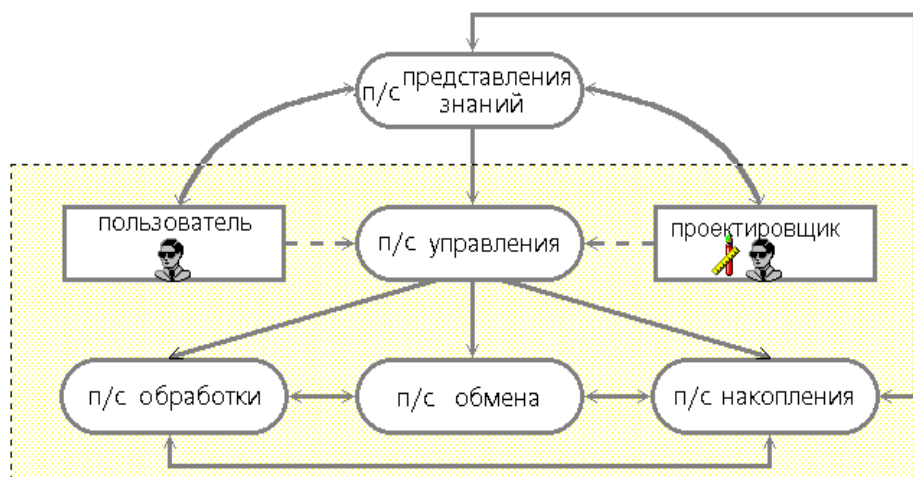 п/с представления
знаний
пользователь
п/с управления
проектировщик
п/с обработки
п/с обмена
п/с накопления